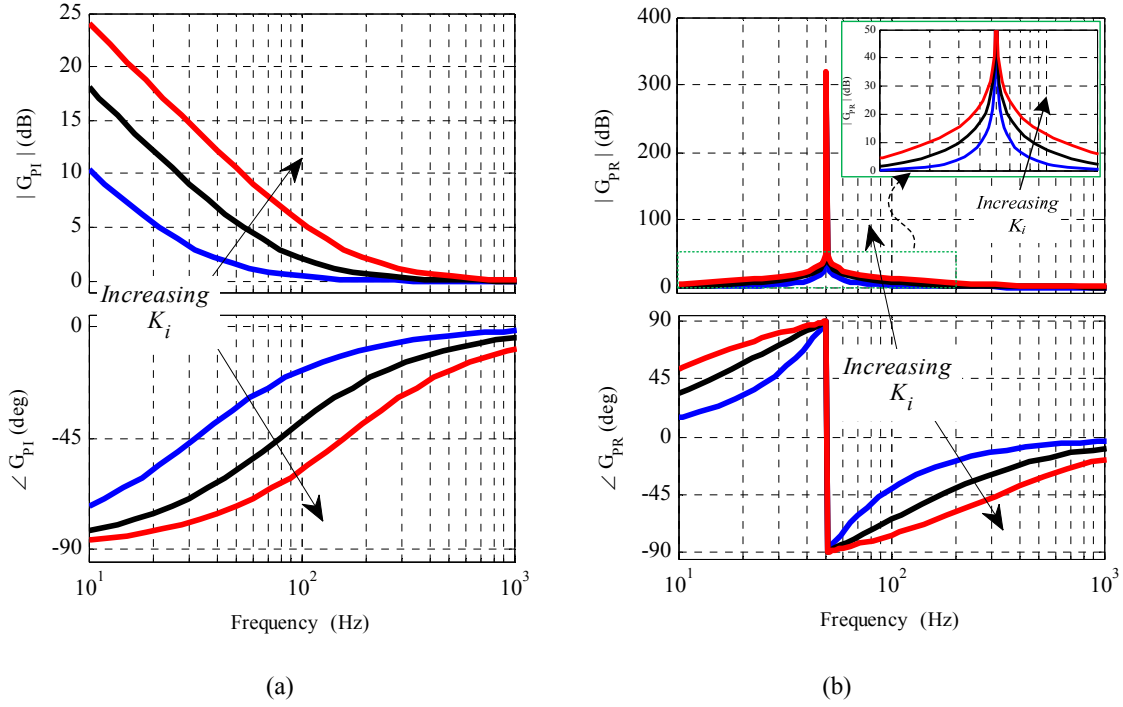 25
20
15
10
5
0
| G_PI | (dB)
Increasing
K_i
0
-45
-90
∠ G_PI (deg)
10^1
10^2
10^3
Frequency (Hz)
(a)
400
300
200
100
0
| G_PR | (dB)
50
40
30
20
10
0
| G_PR | (dB)
Increasing
K_i
90
45
0
-45
-90
∠ G_PR (deg)
Increasing
K_i
10^1
10^2
10^3
Frequency (Hz)
(b)